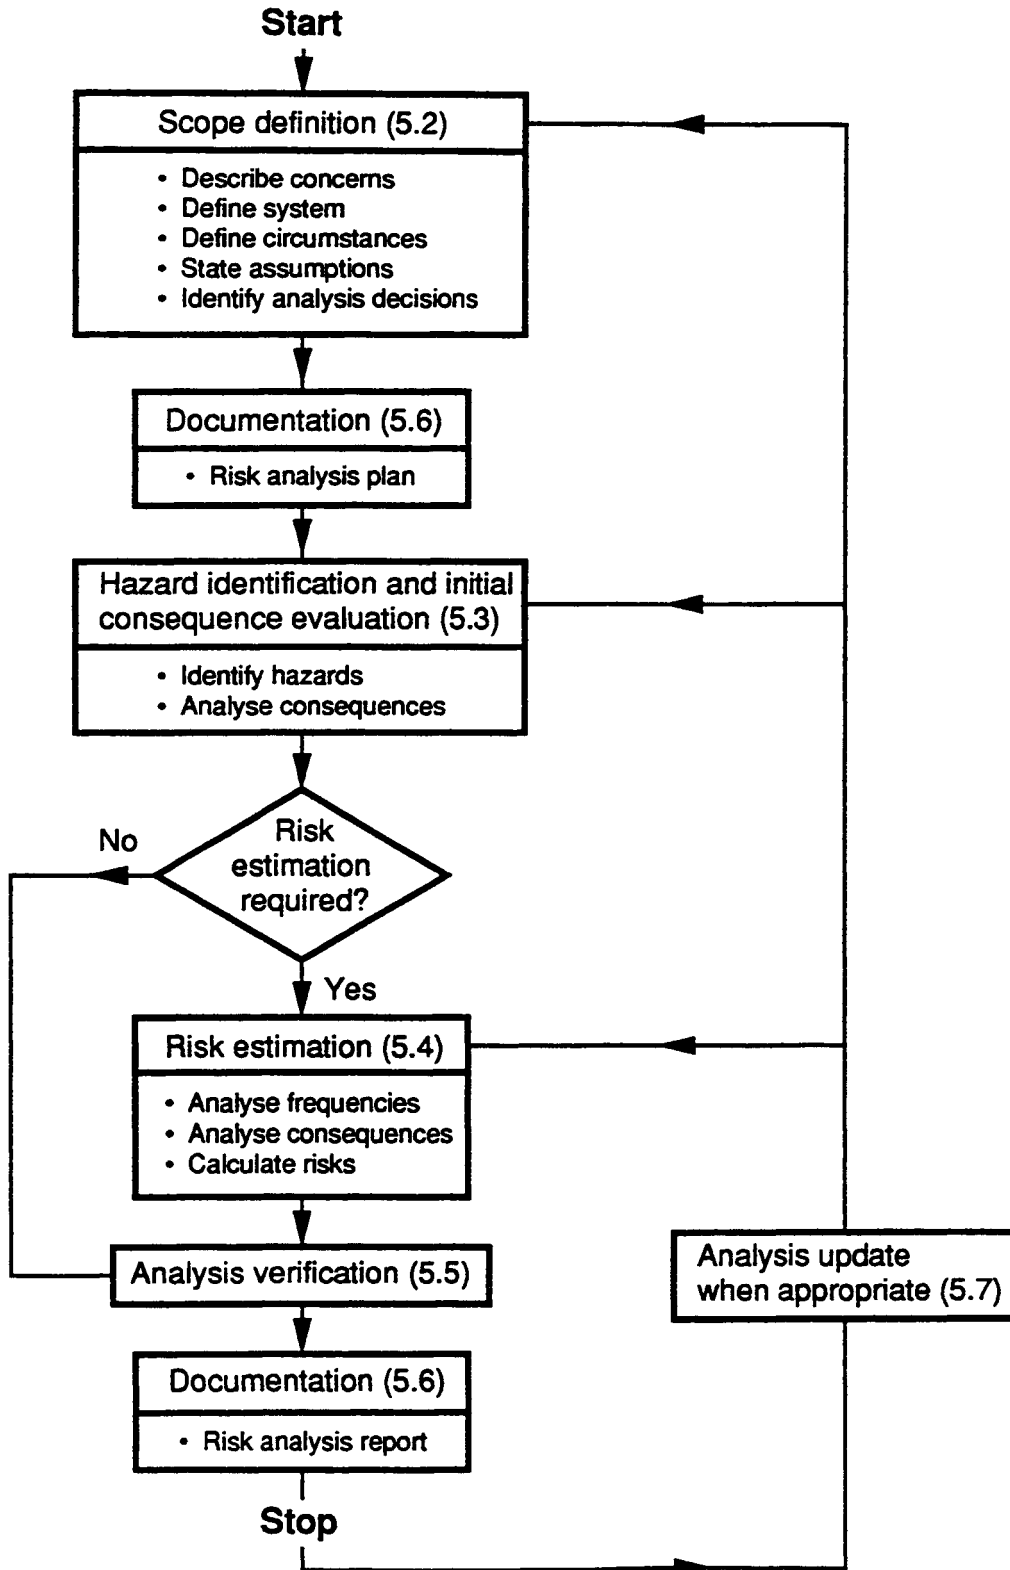 Start
Scope definition (5.2)
• Describe concerns
• Define system
• Define circumstances
• State assumptions
• Identify analysis decisions
Documentation (5.6)
• Risk analysis plan
Hazard identification and initial
consequence evaluation (5.3)
• Identify hazards
• Analyse consequences
No
Risk
estimation
required?
Yes
Risk estimation (5.4)
• Analyse frequencies
• Analyse consequences
• Calculate risks
Analysis verification (5.5)
Analysis update
when appropriate (5.7)
Documentation (5.6)
• Risk analysis report
Stop